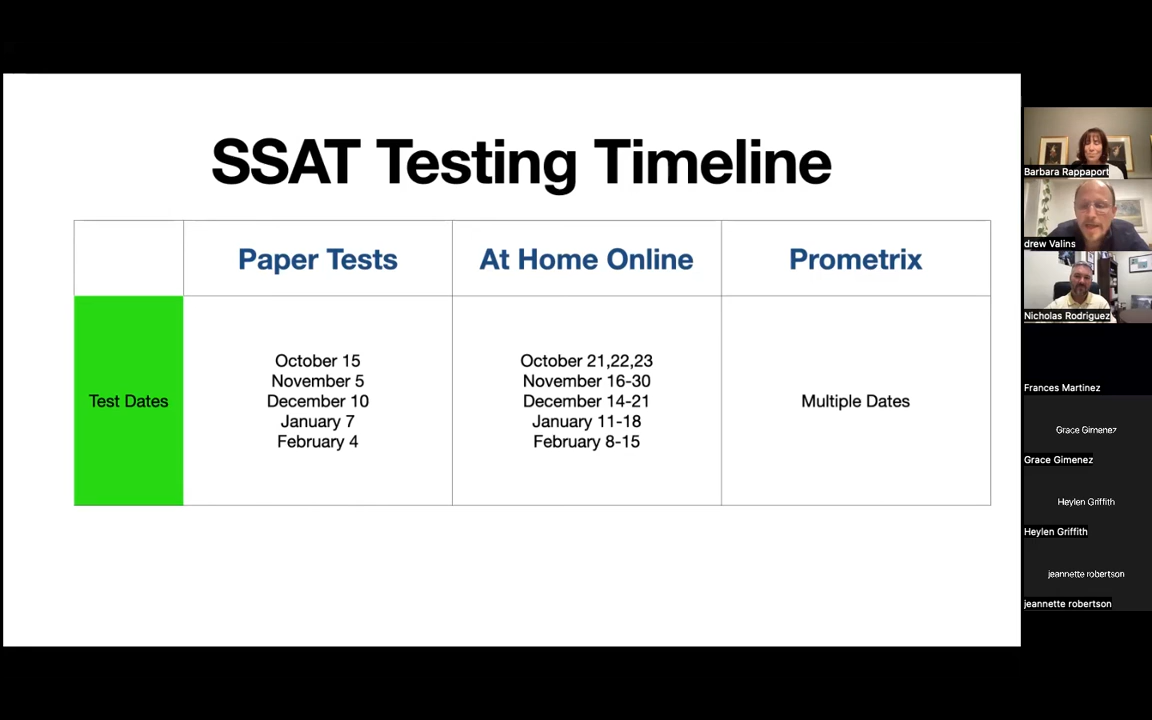 SSAT Testing Timeline
Paper Tests
At Home Online
Prometrix
Test Dates
October 15
November 5
December 10
January 7
February 4
October 21,22,23
November 16-30
December 14-21
January 11-18
February 8-15
Multiple Dates
Barbara Rappaport
drew Valins
Nicholas Rodriguez
Frances Martinez
Grace Gimenez
Grace Gimenez
Heylen Griffith
Heylen Griffith
jeannette robertson
jeannette robertson